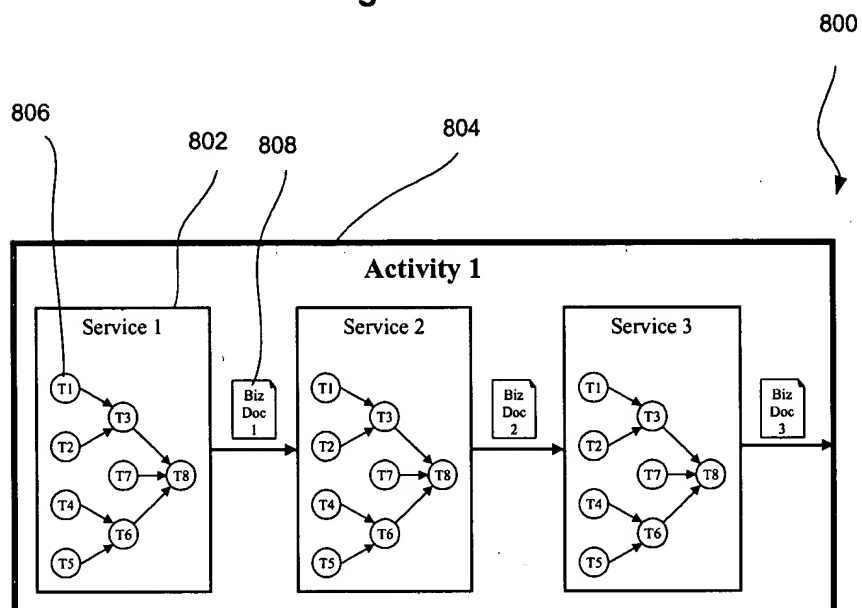 800
806
802
808
804
Activity 1
Service 1
Service 2
Service 3
T1
T3
T2
T7
T8
T4
T6
T5
Biz
Doc
1
T1
T3
T2
T7
T8
T4
T6
T5
Biz
Doc
2
T1
T3
T2
T7
T8
T4
T6
T5
Biz
Doc
3